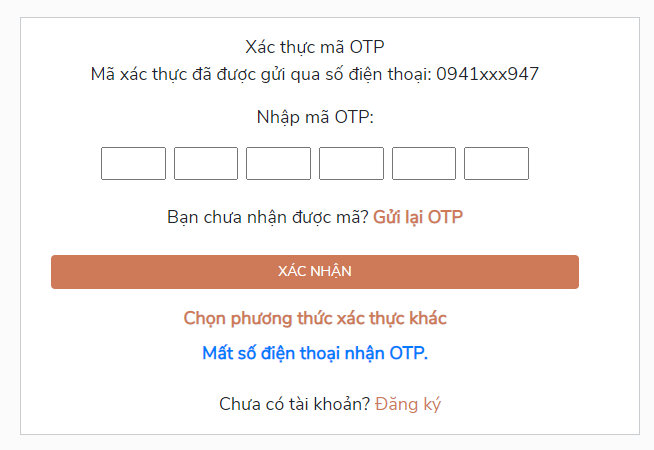 Xác thực mã OTP
Mã xác thực đã được gửi qua số điện thoại: 0941xxx947
Nhập mã OTP:
Bạn chưa nhận được mã? Gửi lại OTP
XÁC NHẬN
Chọn phương thức xác thực khác
Mất số điện thoại nhận OTP.
Chưa có tài khoản? Đăng ký